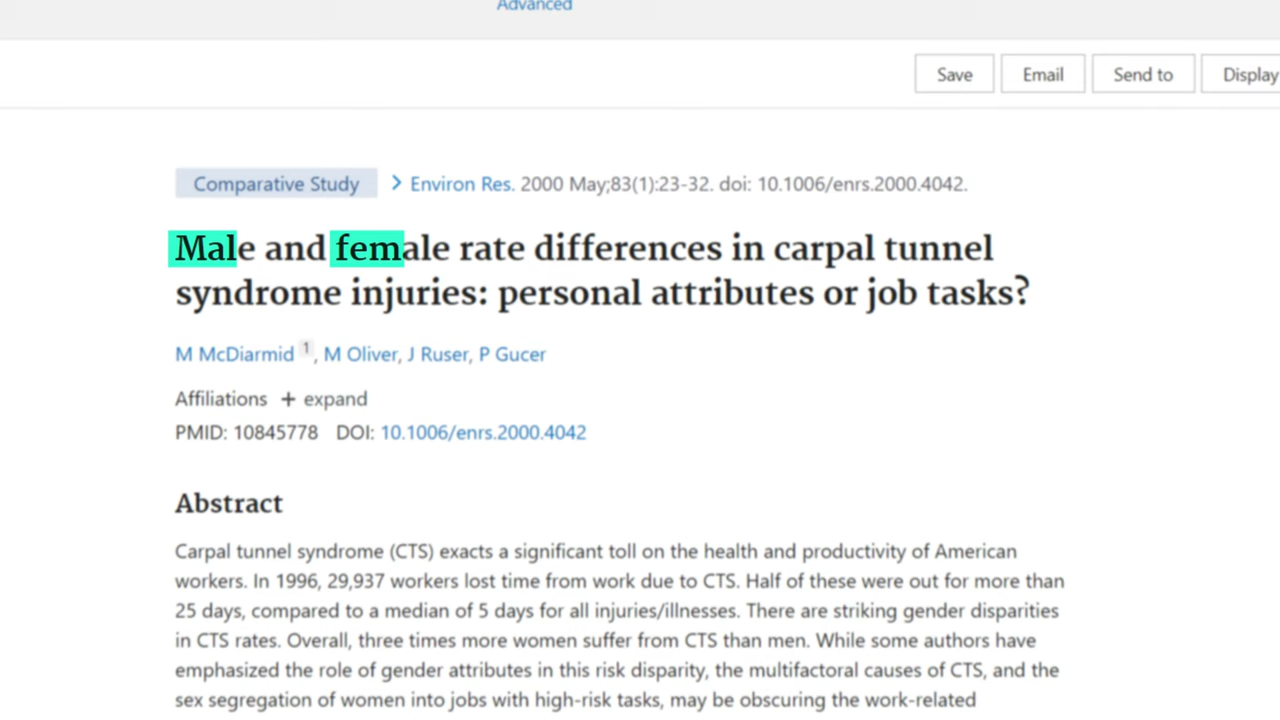 Advanced
Save Email Send to Display
Comparative Study > Environ Res. 2000 May;83(1):23-32. doi: 10.1006/enrs.2000.4042.
Male and female rate differences in carpal tunnel
syndrome injuries: personal attributes or job tasks?
M McDiarmid 1, M Oliver, J Ruser, P Gucer
Affiliations + expand
PMID: 10845778 DOI: 10.1006/enrs.2000.4042
Abstract
Carpal tunnel syndrome (CTS) exacts a significant toll on the health and productivity of American
workers. In 1996, 29,937 workers lost time from work due to CTS. Half of these were out for more than
25 days, compared to a median of 5 days for all injuries/illnesses. There are striking gender disparities
in CTS rates. Overall, three times more women suffer from CTS than men. While some authors have
emphasized the role of gender attributes in this risk disparity, the multifactoral causes of CTS, and the
sex segregation of women into jobs with high-risk tasks, may be obscuring the work-related